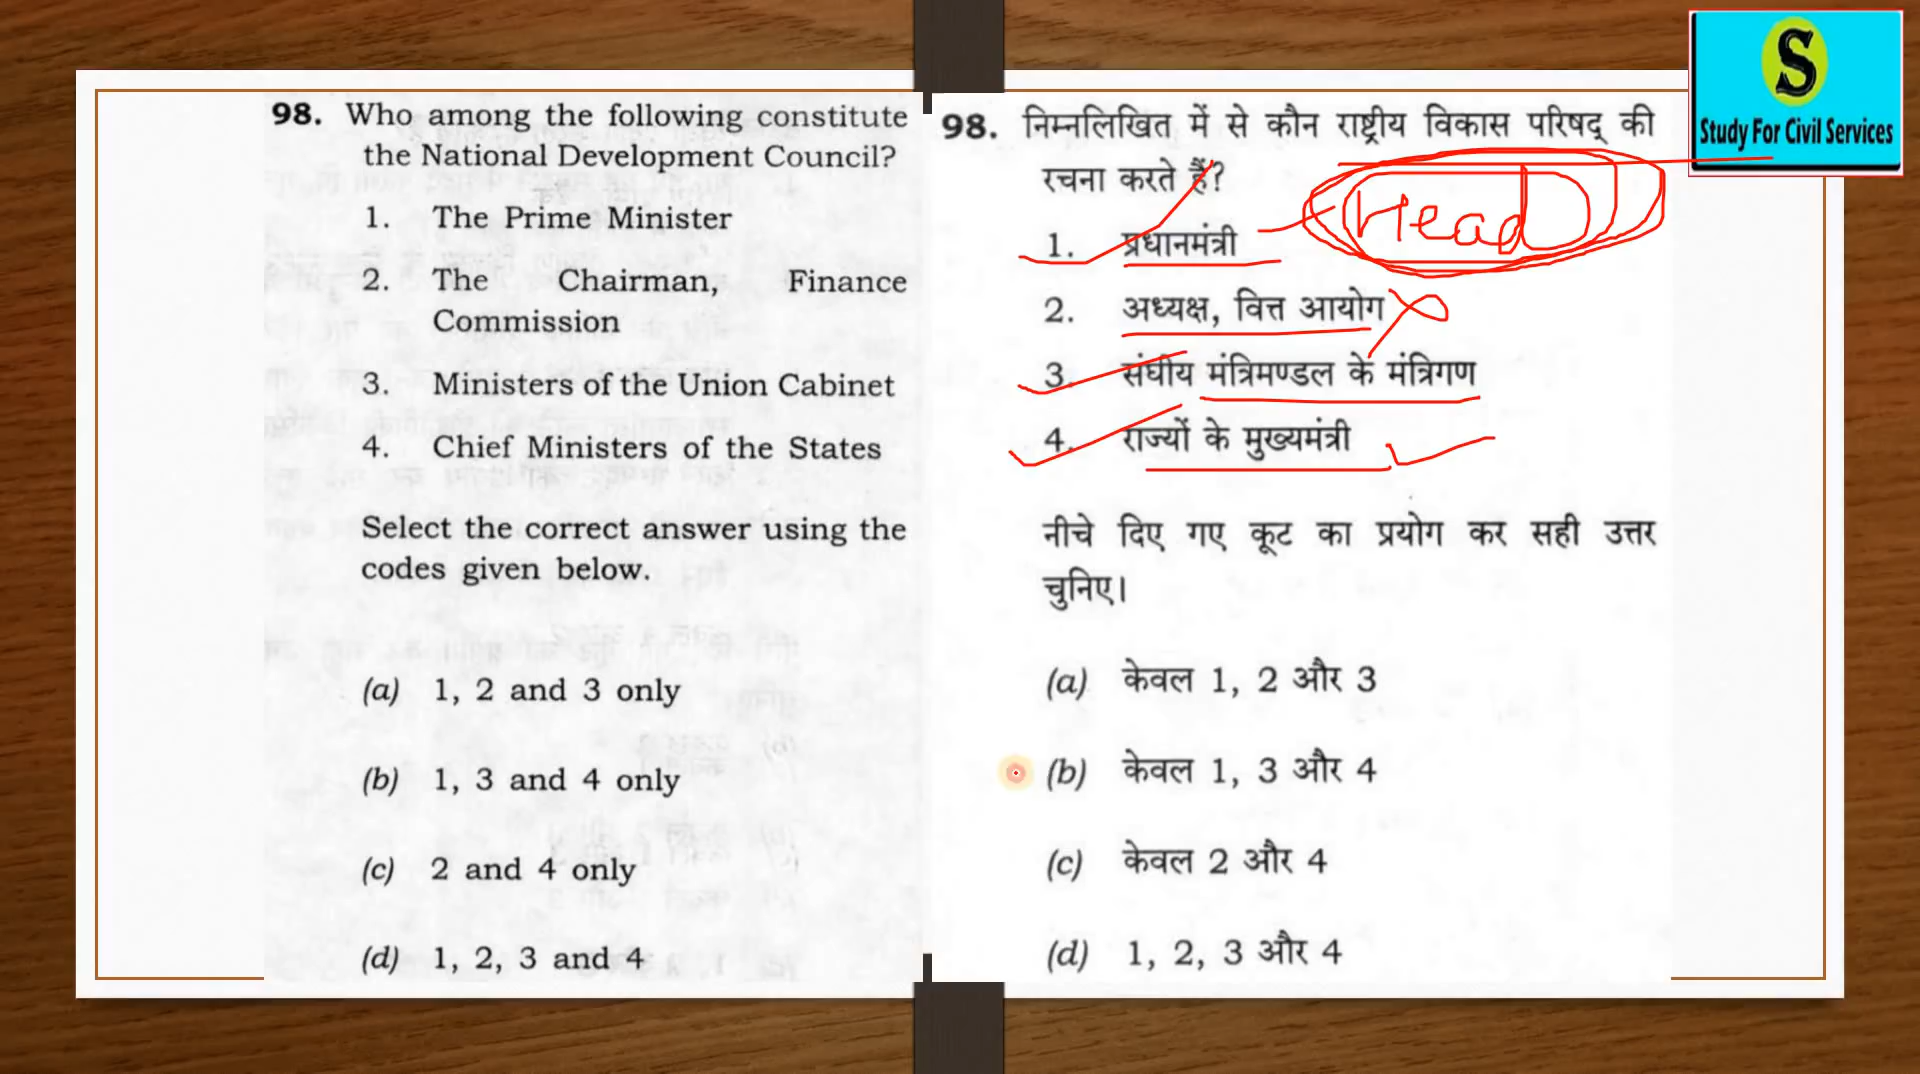 98. Who among the following constitute
the National Development Council?
1. The Prime Minister
2. The Chairman, Finance
Commission
3. Ministers of the Union Cabinet
4. Chief Ministers of the States
Select the correct answer using the
codes given below.
(a) 1, 2 and 3 only
(b) 1, 3 and 4 only
(c) 2 and 4 only
(d) 1, 2, 3 and 4
98. निम्नलिखित में से कौन राष्ट्रीय विकास परिषद् की
रचना करते हैं?
1. प्रधानमंत्री
Head
2. अध्यक्ष, वित्त आयोग
3. संघीय मंत्रिमण्डल के मंत्रिगण
4. राज्यों के मुख्यमंत्री
नीचे दिए गए कूट का प्रयोग कर सही उत्तर
चुनिए।
(a) केवल 1, 2 और 3
(b) केवल 1, 3 और 4
(c) केवल 2 और 4
(d) 1, 2, 3 और 4
S
Study For Civil Services